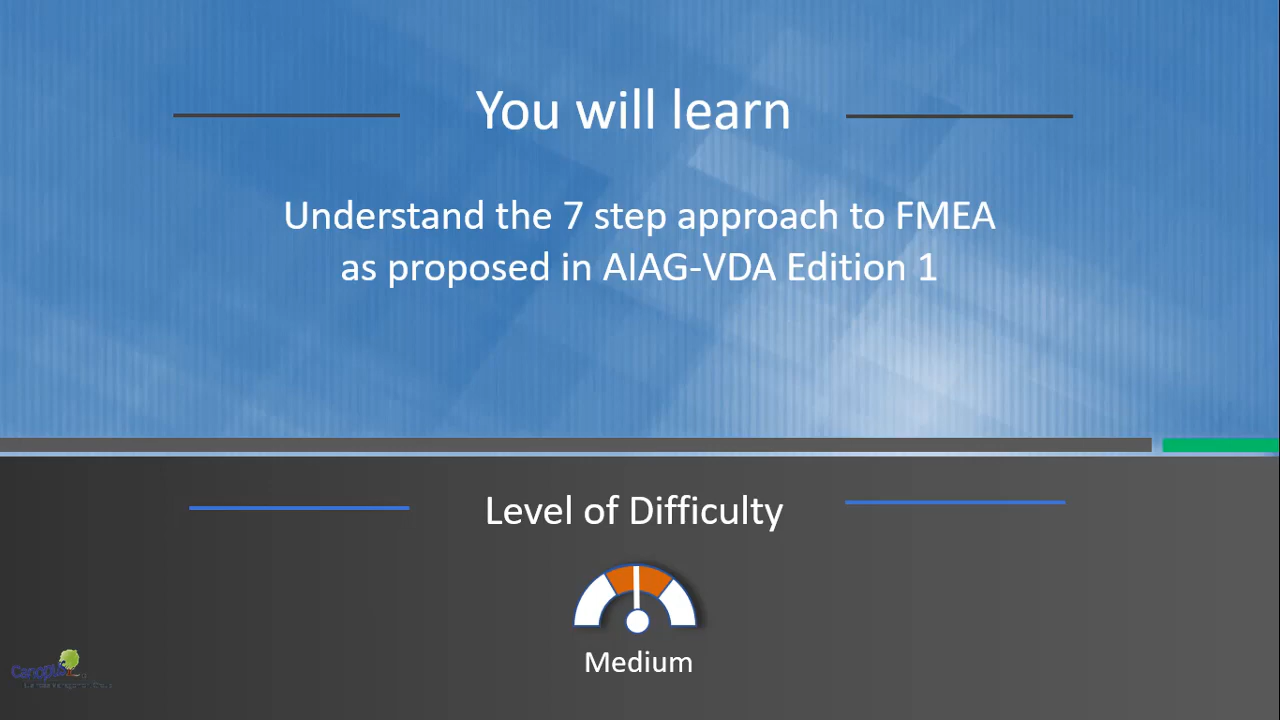 You will learn
Understand the 7 step approach to FMEA
as proposed in AIAG-VDA Edition 1
Level of Difficulty
Medium
Canopus